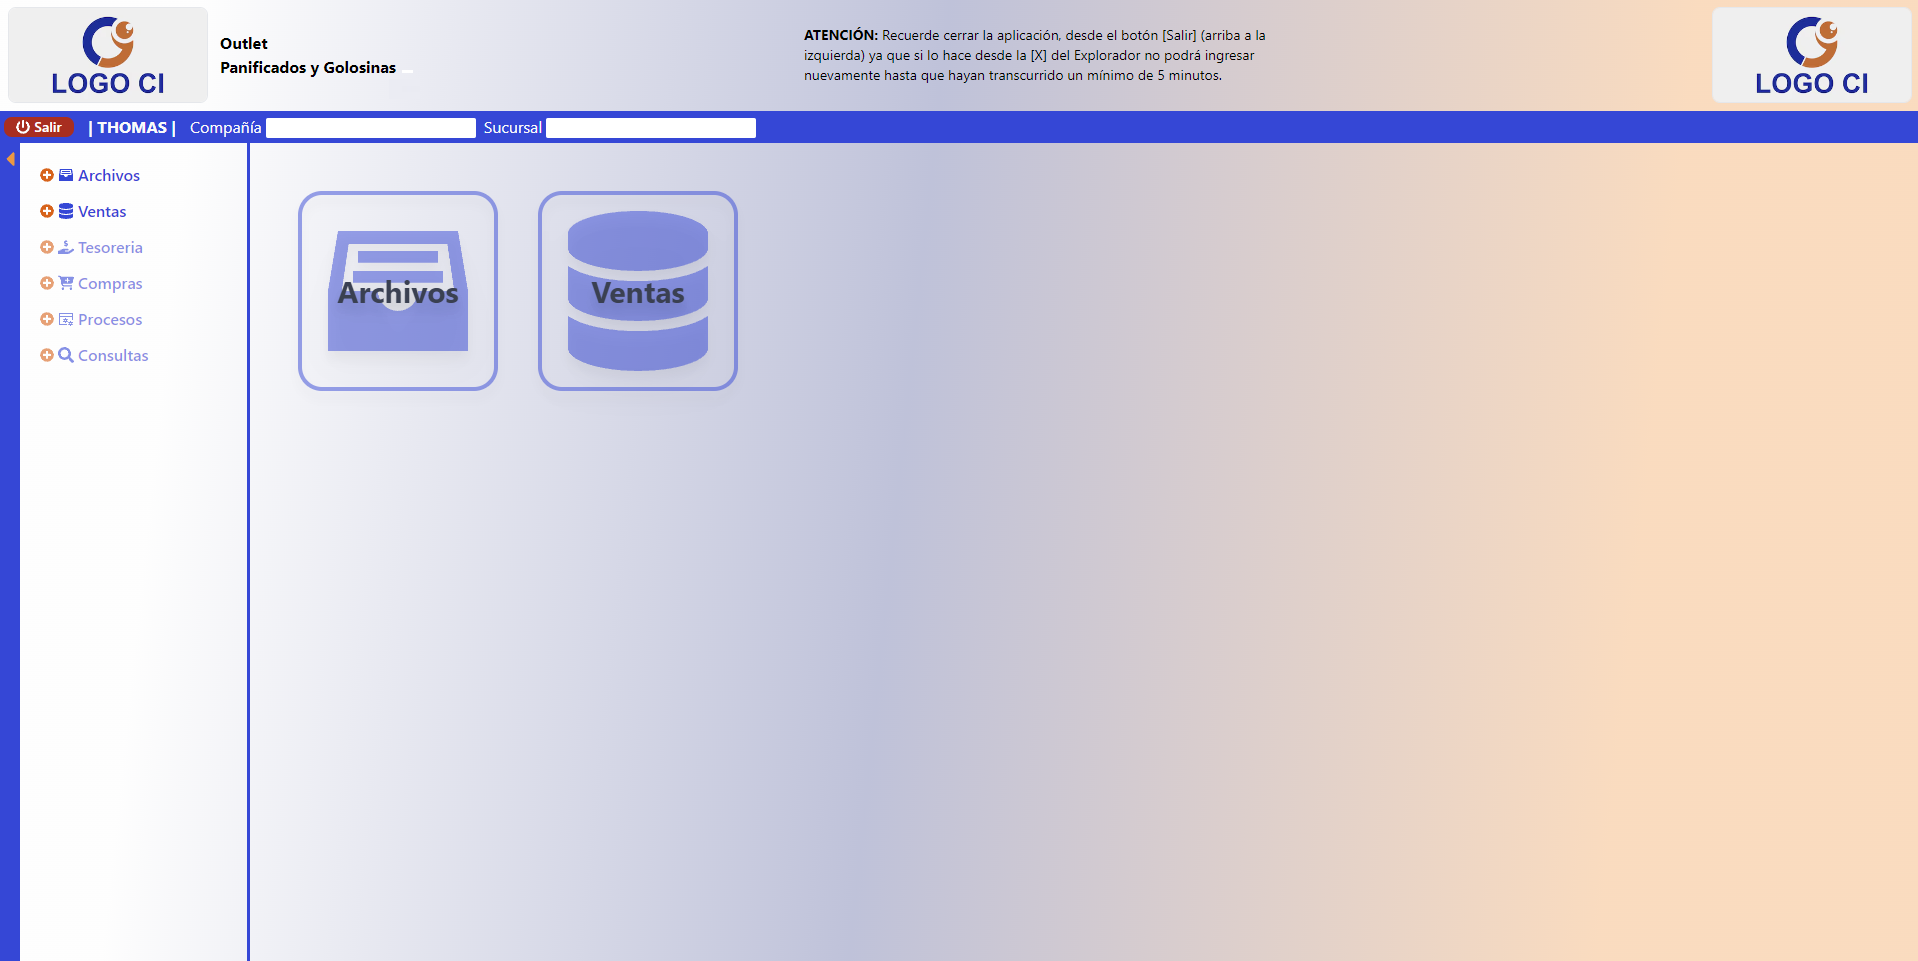 LOGO CI
Outlet
Panificados y Golosinas
ATENCIÓN: Recuerde cerrar la aplicación, desde el botón [Salir] (arriba a la
izquierda) ya que si lo hace desde la [X] del Explorador no podrá ingresar
nuevamente hasta que hayan transcurrido un mínimo de 5 minutos.
LOGO CI
Salir | THOMAS | Compañía Sucursal
Archivos
Ventas
Tesoreria
Compras
Procesos
Consultas
Archivos
Ventas